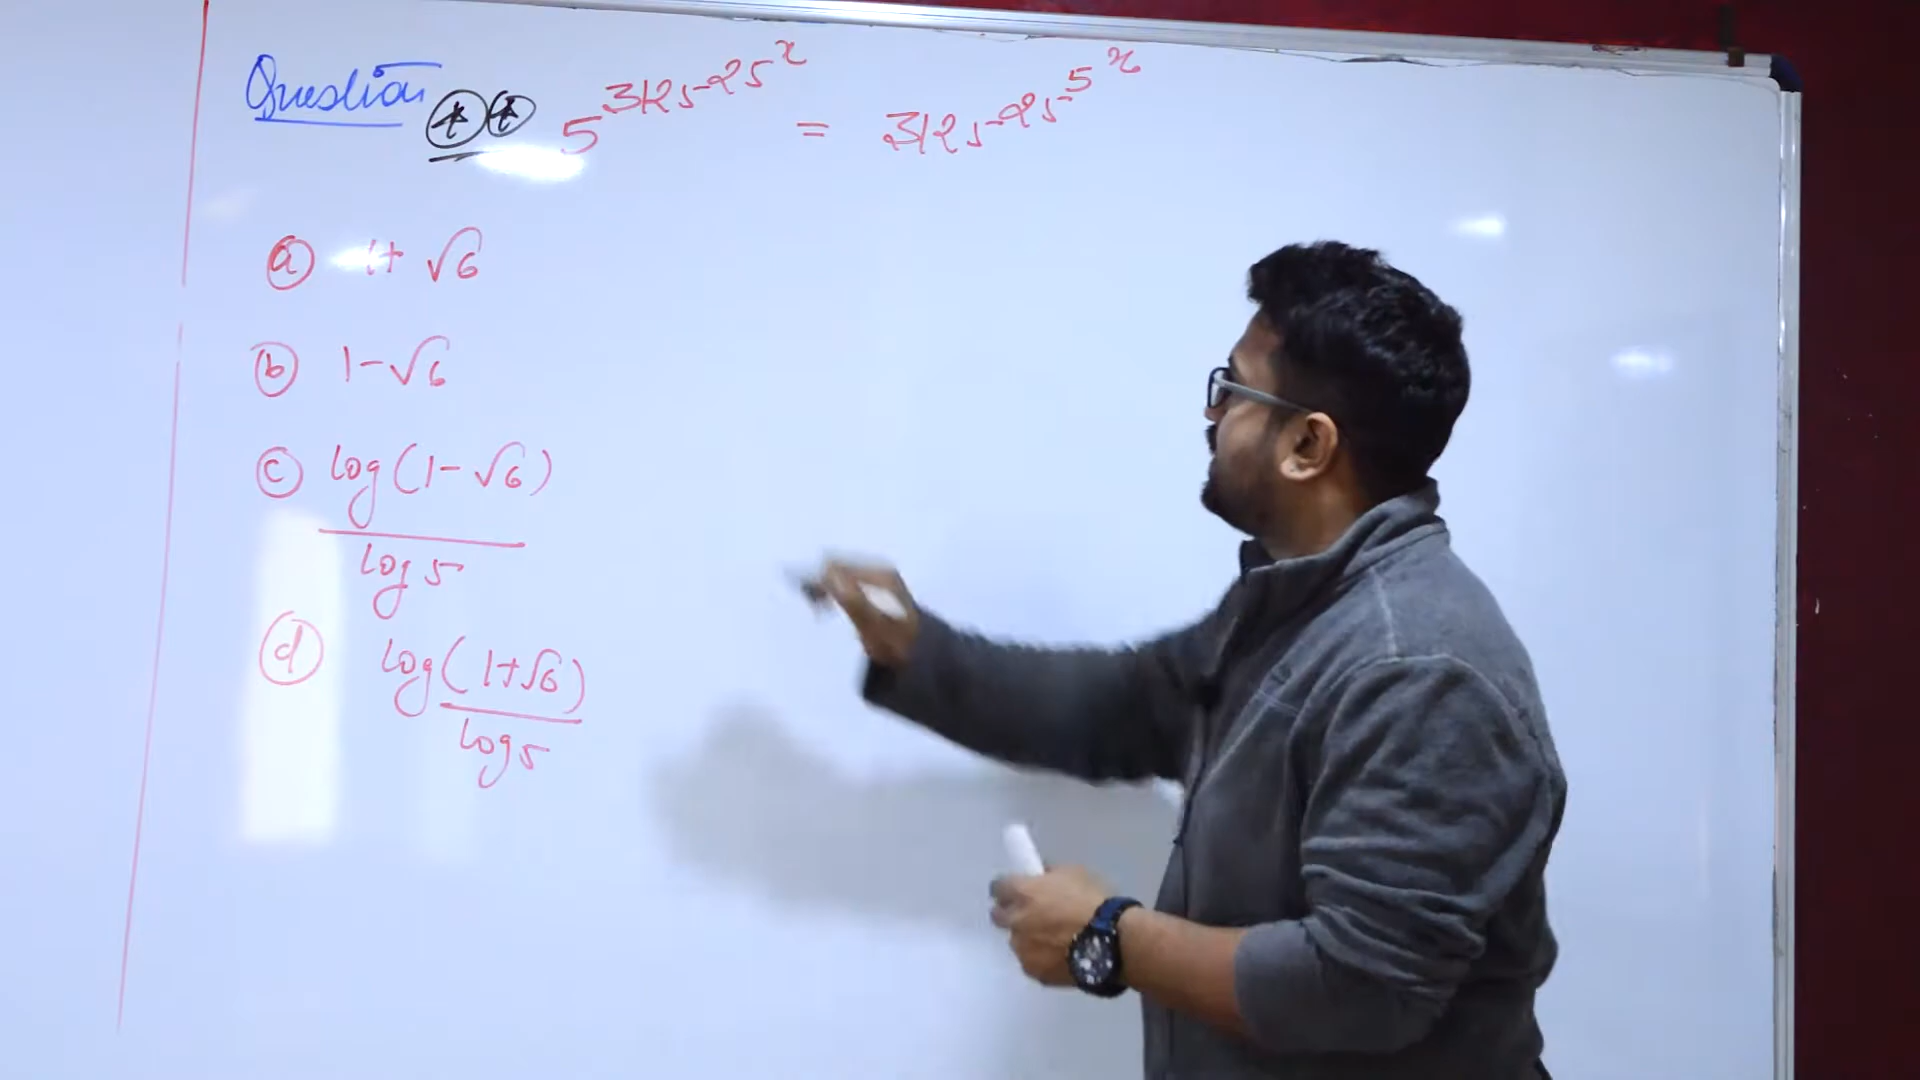 Question ** 5^3125^-25^x = 3125^-25^5^x
(a) 1+ √6
(b) 1-√6
(c) log(1-√6)
log 5
(d) log(1+√6)
log 5